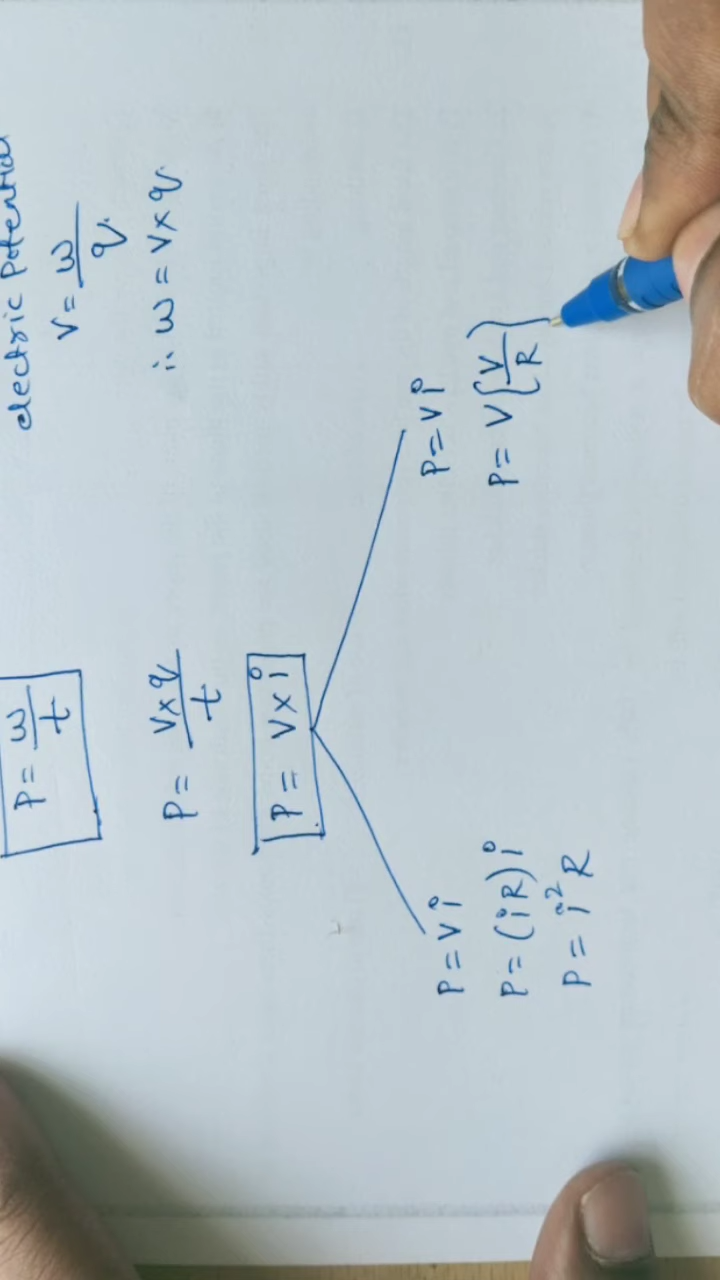 P = w/t
electric potential
V = w/q
P = V×q/t
∴ w = V×q
P = V×i
P = Vi
P = (iR)i
P = i²R
P = Vi
P = V(V/R)